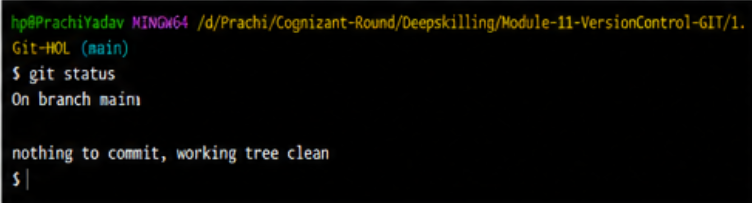 hp@PrachiYadav MINGW64 /d/Prachi/Cognizant-Round/Deepskilling/Module-11-VersionControl-GIT/1.
Git-HOL (main)
$ git status
On branch main
nothing to commit, working tree clean
$